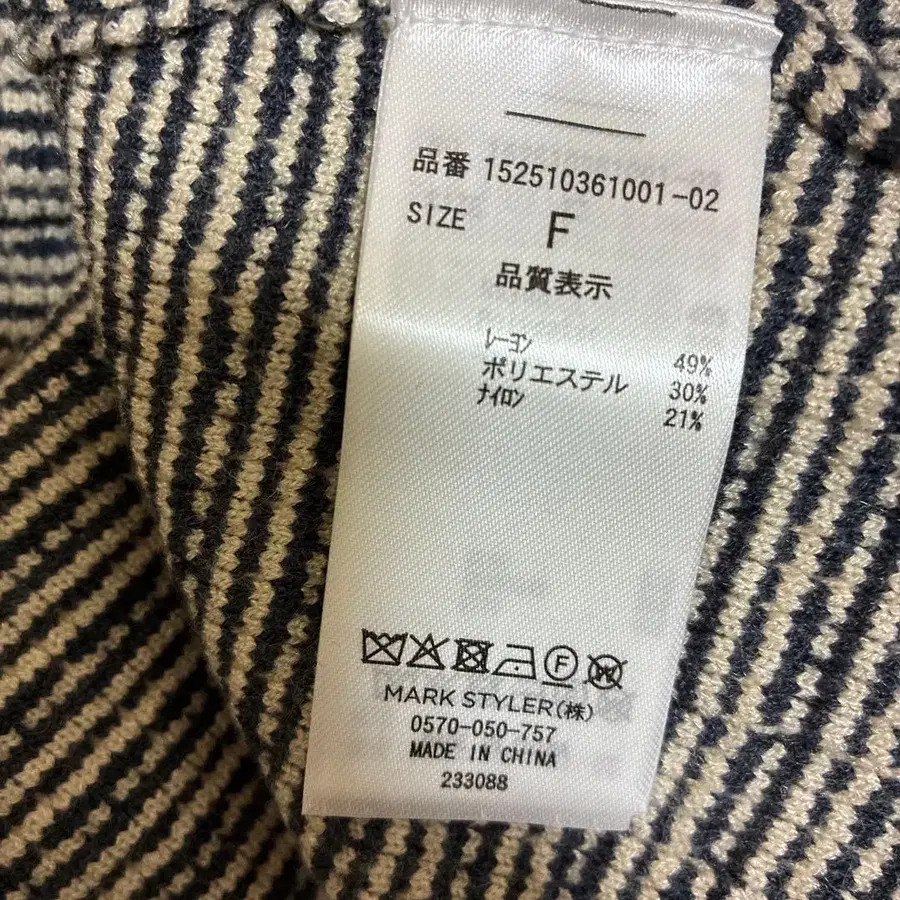 品番 152510361001-02
SIZE F
品質表示
ﾚｰﾖﾝ 49%
ポリエステル 30%
ﾅｲﾛﾝ 21%
F W
MARK STYLER(株)
0570-050-757
MADE IN CHINA
233088